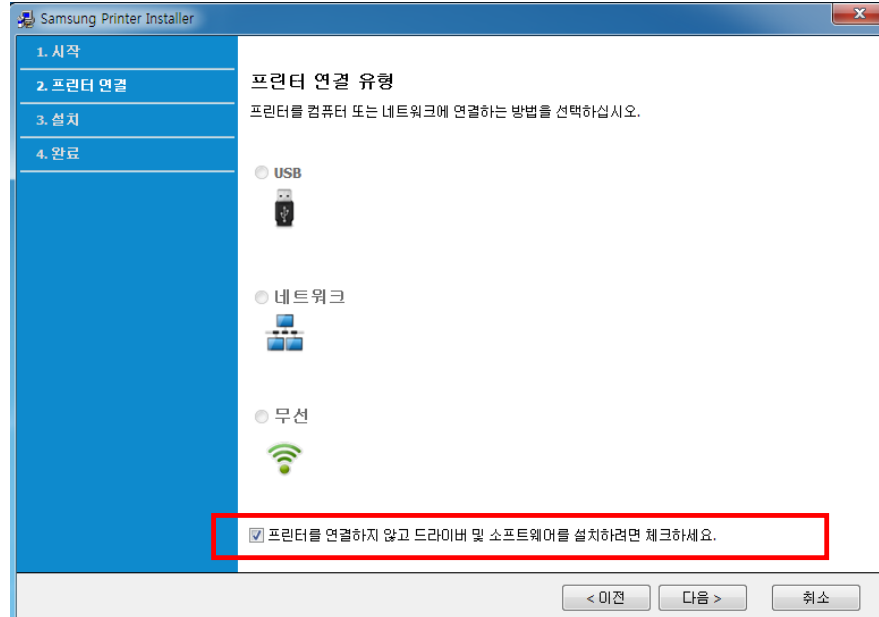 Samsung Printer Installer
1. 시작
2. 프린터 연결
3. 설치
4. 완료
프린터 연결 유형
프린터를 컴퓨터 또는 네트워크에 연결하는 방법을 선택하십시오.
USB
네트워크
무선
프린터를 연결하지 않고 드라이버 및 소프트웨어를 설치하려면 체크하세요.
< 이전
다음 >
취소